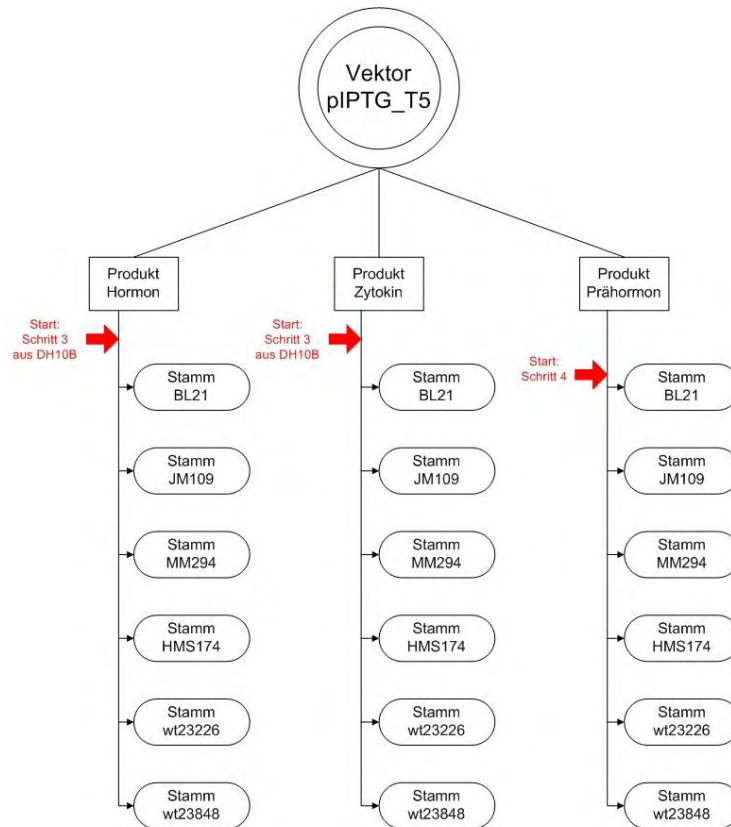 Vektor
pIPTG_T5
Produkt
Hormon
Produkt
Zytokin
Produkt
Prähormon
Start:
Schritt 3
aus DH10B
Start:
Schritt 3
aus DH10B
Start:
Schritt 4
Stamm
BL21
Stamm
BL21
Stamm
BL21
Stamm
JM109
Stamm
JM109
Stamm
JM109
Stamm
MM294
Stamm
MM294
Stamm
MM294
Stamm
HMS174
Stamm
HMS174
Stamm
HMS174
Stamm
wt23226
Stamm
wt23226
Stamm
wt23226
Stamm
wt23848
Stamm
wt23848
Stamm
wt23848